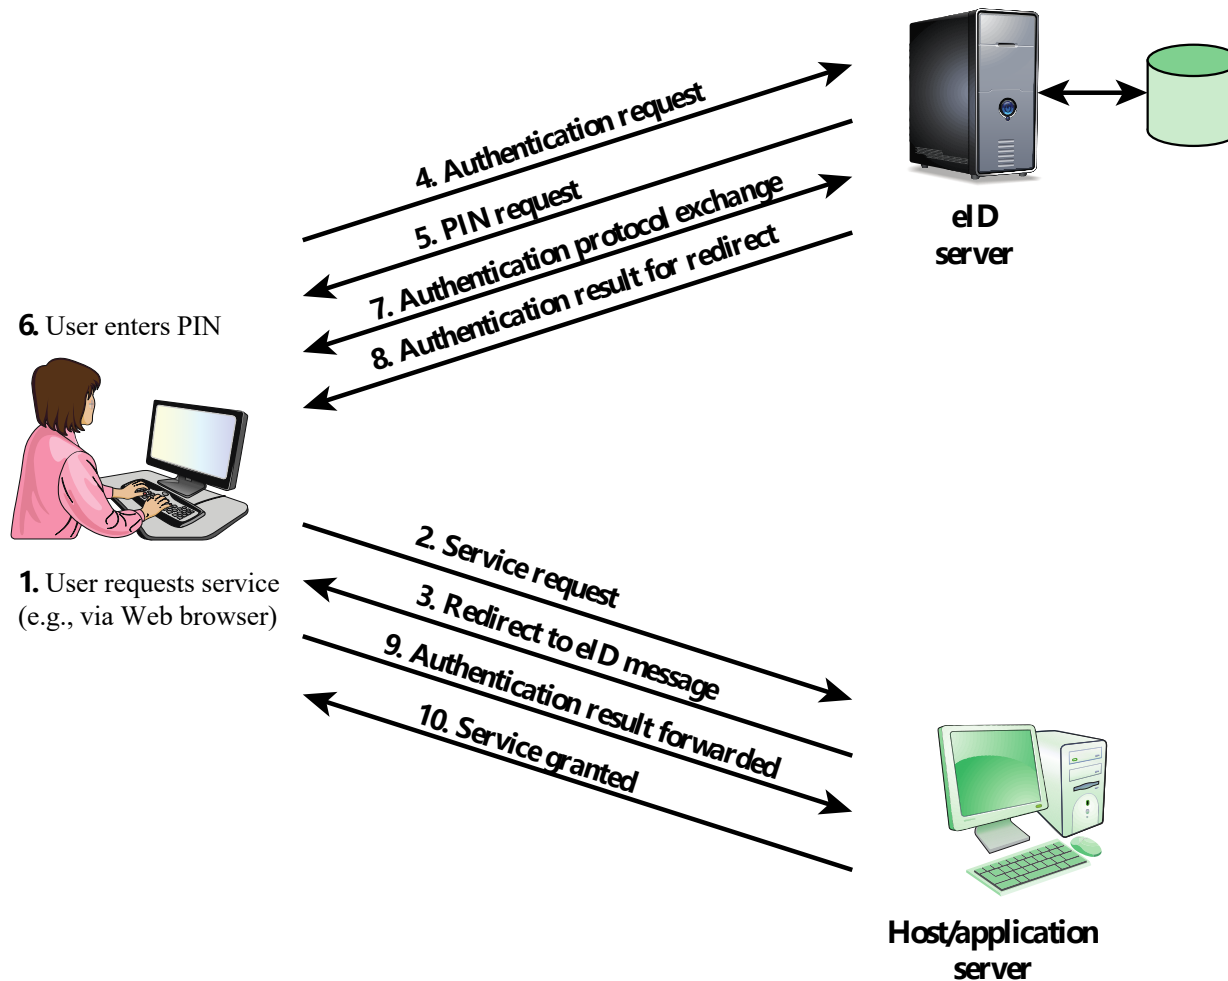 4. Authentication request
5. PIN request
7. Authentication protocol exchange
8. Authentication result for redirect
eID
server
6. User enters PIN
1. User requests service
(e.g., via Web browser)
2. Service request
3. Redirect to eID message
9. Authentication result forwarded
10. Service granted
Host/application
server